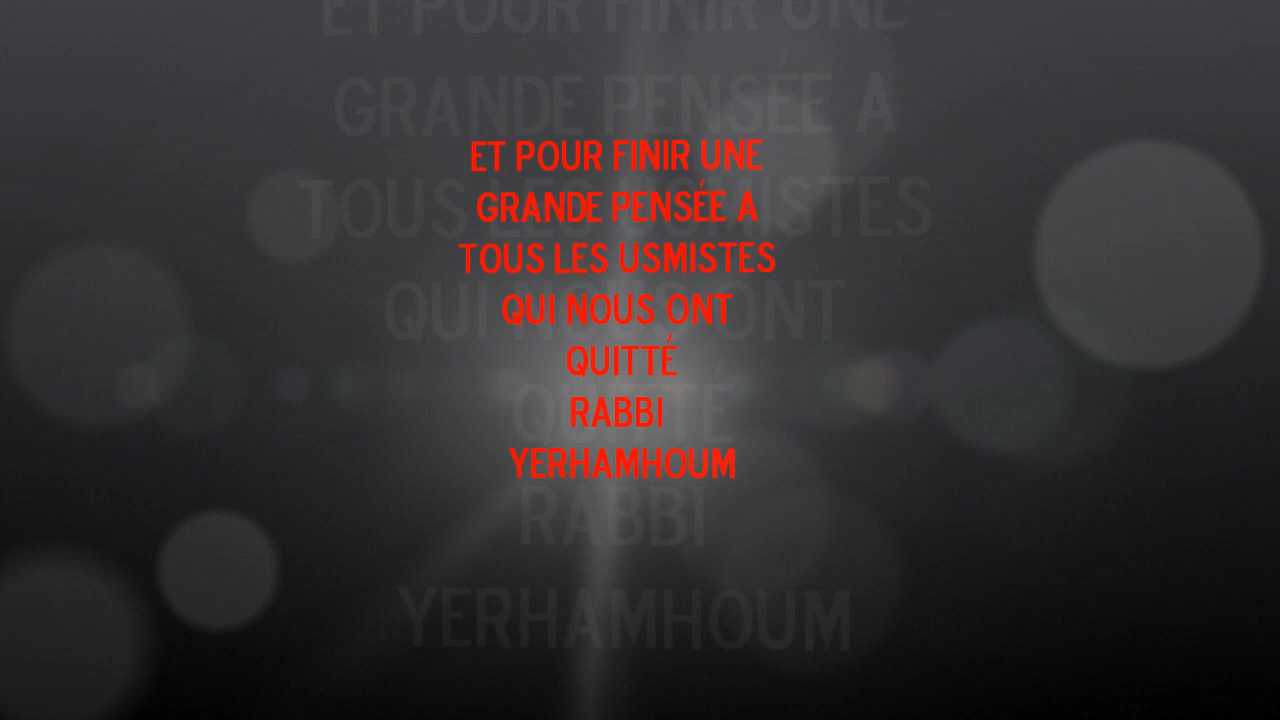 ET POUR FINIR UNE
GRANDE PENSÉE A
TOUS LES USMISTES
QUI NOUS ONT
QUITTÉ
RABBI
YERHAMHOUM